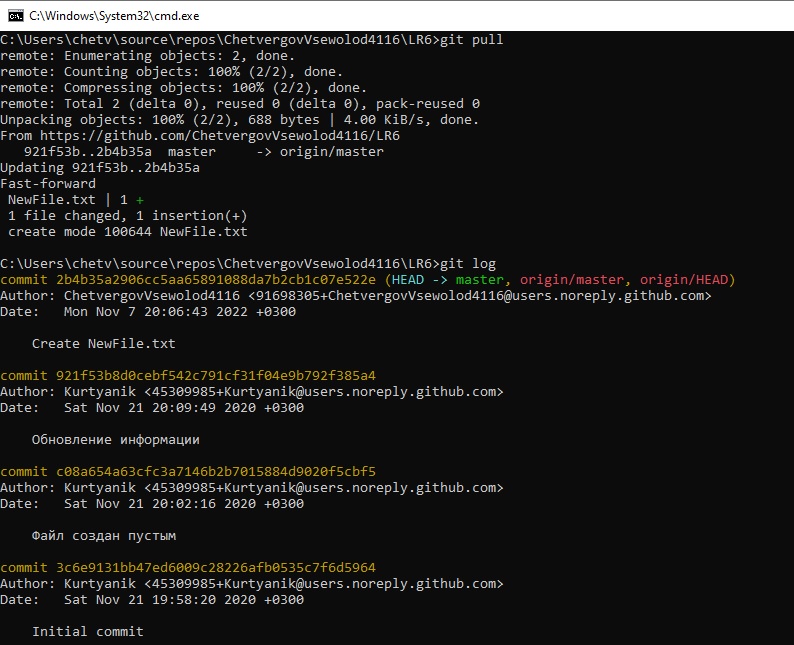 C:\Windows\System32\cmd.exe
C:\Users\chetv\source\repos\ChetvergovVsewolod4116\LR6>git pull
remote: Enumerating objects: 2, done.
remote: Counting objects: 100% (2/2), done.
remote: Compressing objects: 100% (2/2), done.
remote: Total 2 (delta 0), reused 0 (delta 0), pack-reused 0
Unpacking objects: 100% (2/2), 688 bytes | 4.00 KiB/s, done.
From https://github.com/ChetvergovVsewolod4116/LR6
   921f53b..2b4b35a  master     -> origin/master
Updating 921f53b..2b4b35a
Fast-forward
 NewFile.txt | 1 +
 1 file changed, 1 insertion(+)
 create mode 100644 NewFile.txt
C:\Users\chetv\source\repos\ChetvergovVsewolod4116\LR6>git log
commit 2b4b35a2906cc5aa65891088da7b2cb1c07e522e (HEAD -> master, origin/master, origin/HEAD)
Author: ChetvergovVsewolod4116 <91698305+ChetvergovVsewolod4116@users.noreply.github.com>
Date:   Mon Nov 7 20:06:43 2022 +0300
    Create NewFile.txt
commit 921f53b8d0cebf542c791cf31f04e9b792f385a4
Author: Kurtyanik <45309985+Kurtyanik@users.noreply.github.com>
Date:   Sat Nov 21 20:09:49 2020 +0300
    Обновление информации
commit c08a654a63cfc3a7146b2b7015884d9020f5cbf5
Author: Kurtyanik <45309985+Kurtyanik@users.noreply.github.com>
Date:   Sat Nov 21 20:02:16 2020 +0300
    Файл создан пустым
commit 3c6e9131bb47ed6009c28226afb0535c7f6d5964
Author: Kurtyanik <45309985+Kurtyanik@users.noreply.github.com>
Date:   Sat Nov 21 19:58:20 2020 +0300
    Initial commit